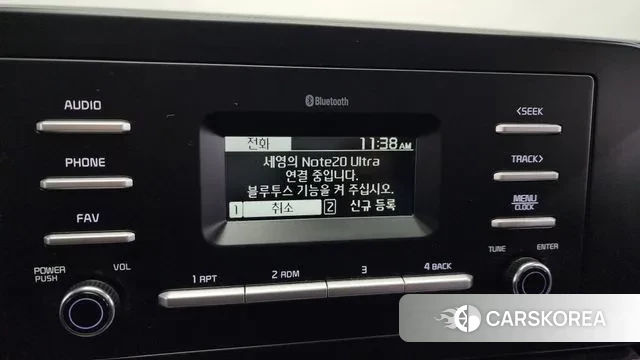 Bluetooth
AUDIO
PHONE
FAV
POWER
PUSH
VOL
전화
11:38 AM
세영의 Note20 Ultra
연결 중입니다.
블루투스 기능을 켜 주십시오.
1 취소
2 신규 등록
<SEEK
TRACK>
MENU
CLOCK
TUNE
ENTER
1 RPT
2 RDM
3
4 BACK
CARSKOREA